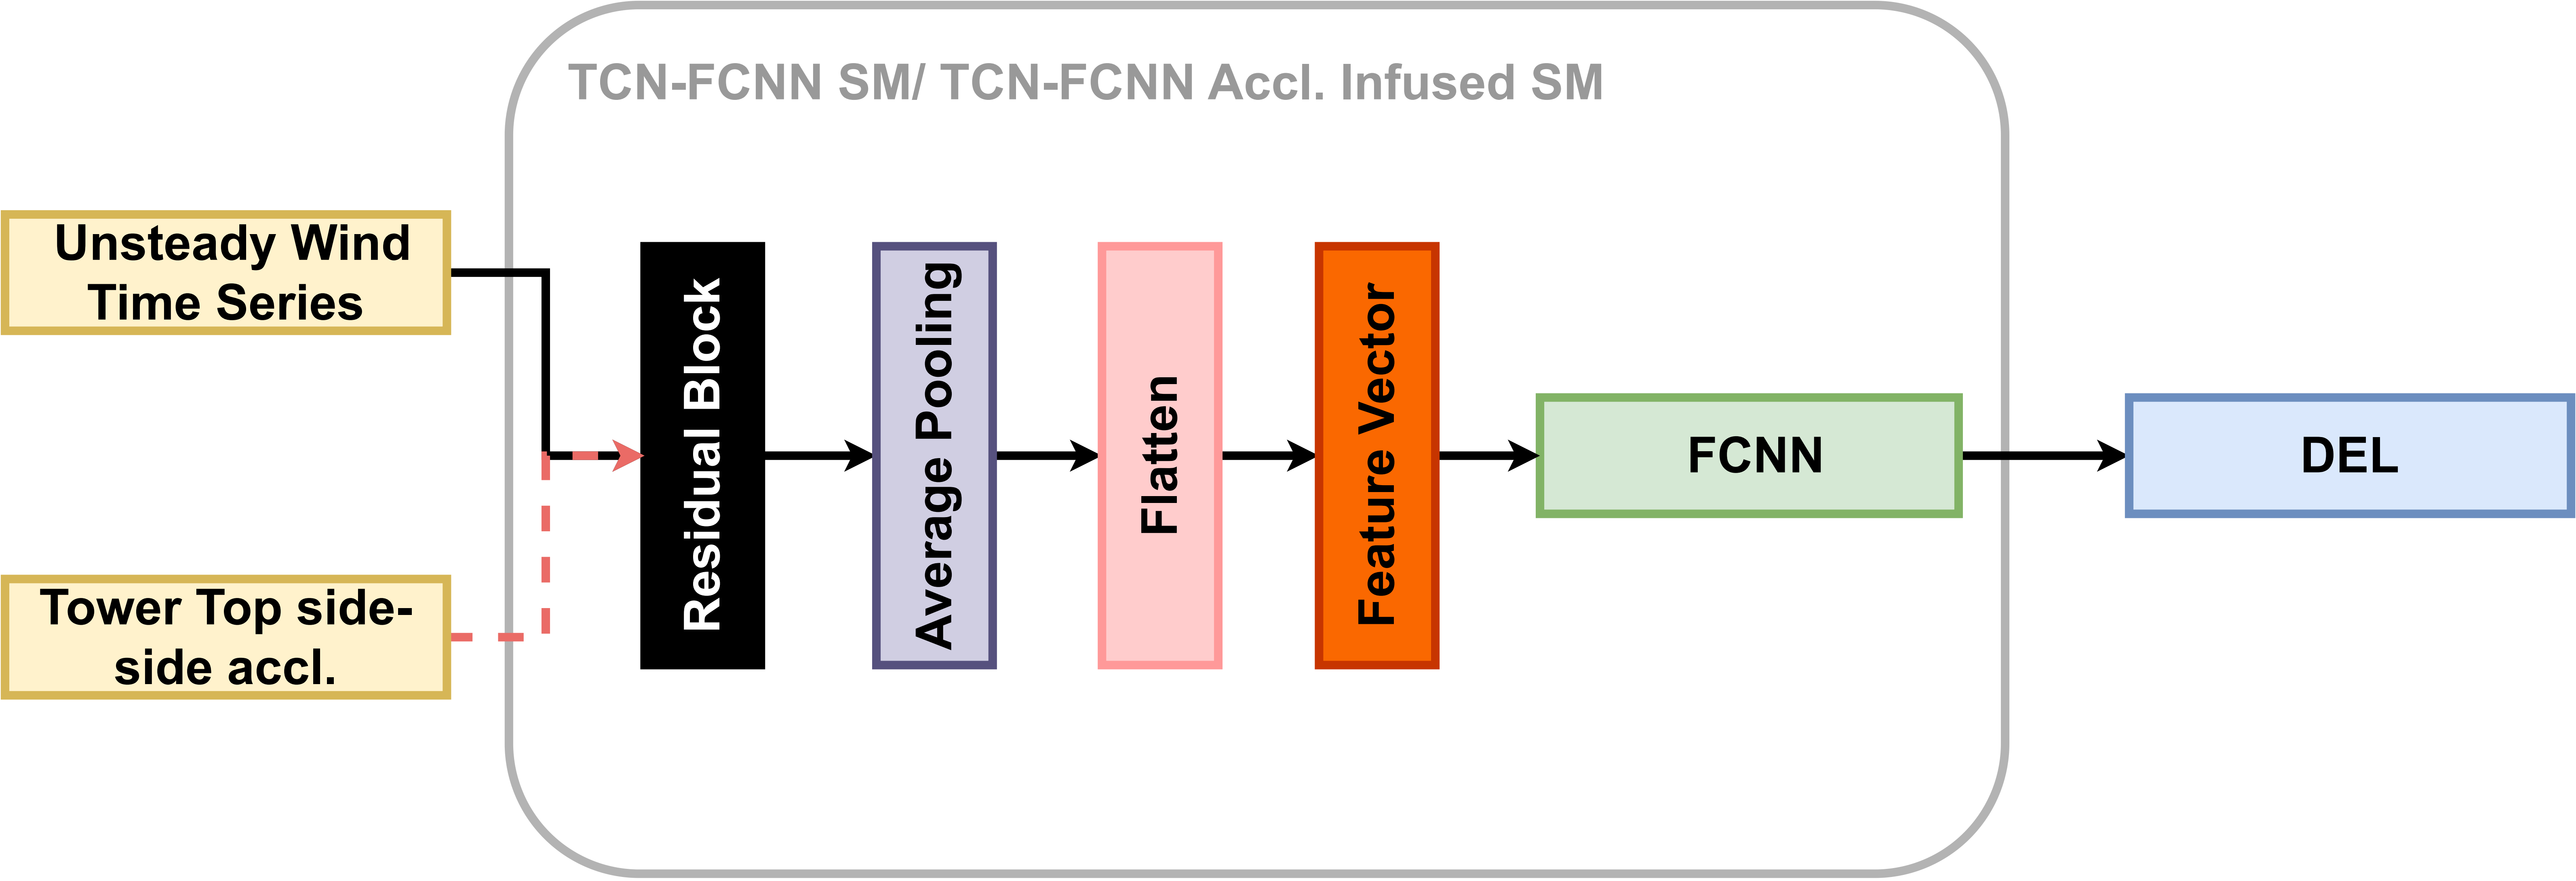 TCN-FCNN SM/ TCN-FCNN Accl. Infused SM
Unsteady Wind
Time Series
Tower Top side-
side accl.
Residual Block
Average Pooling
Flatten
Feature Vector
FCNN
DEL